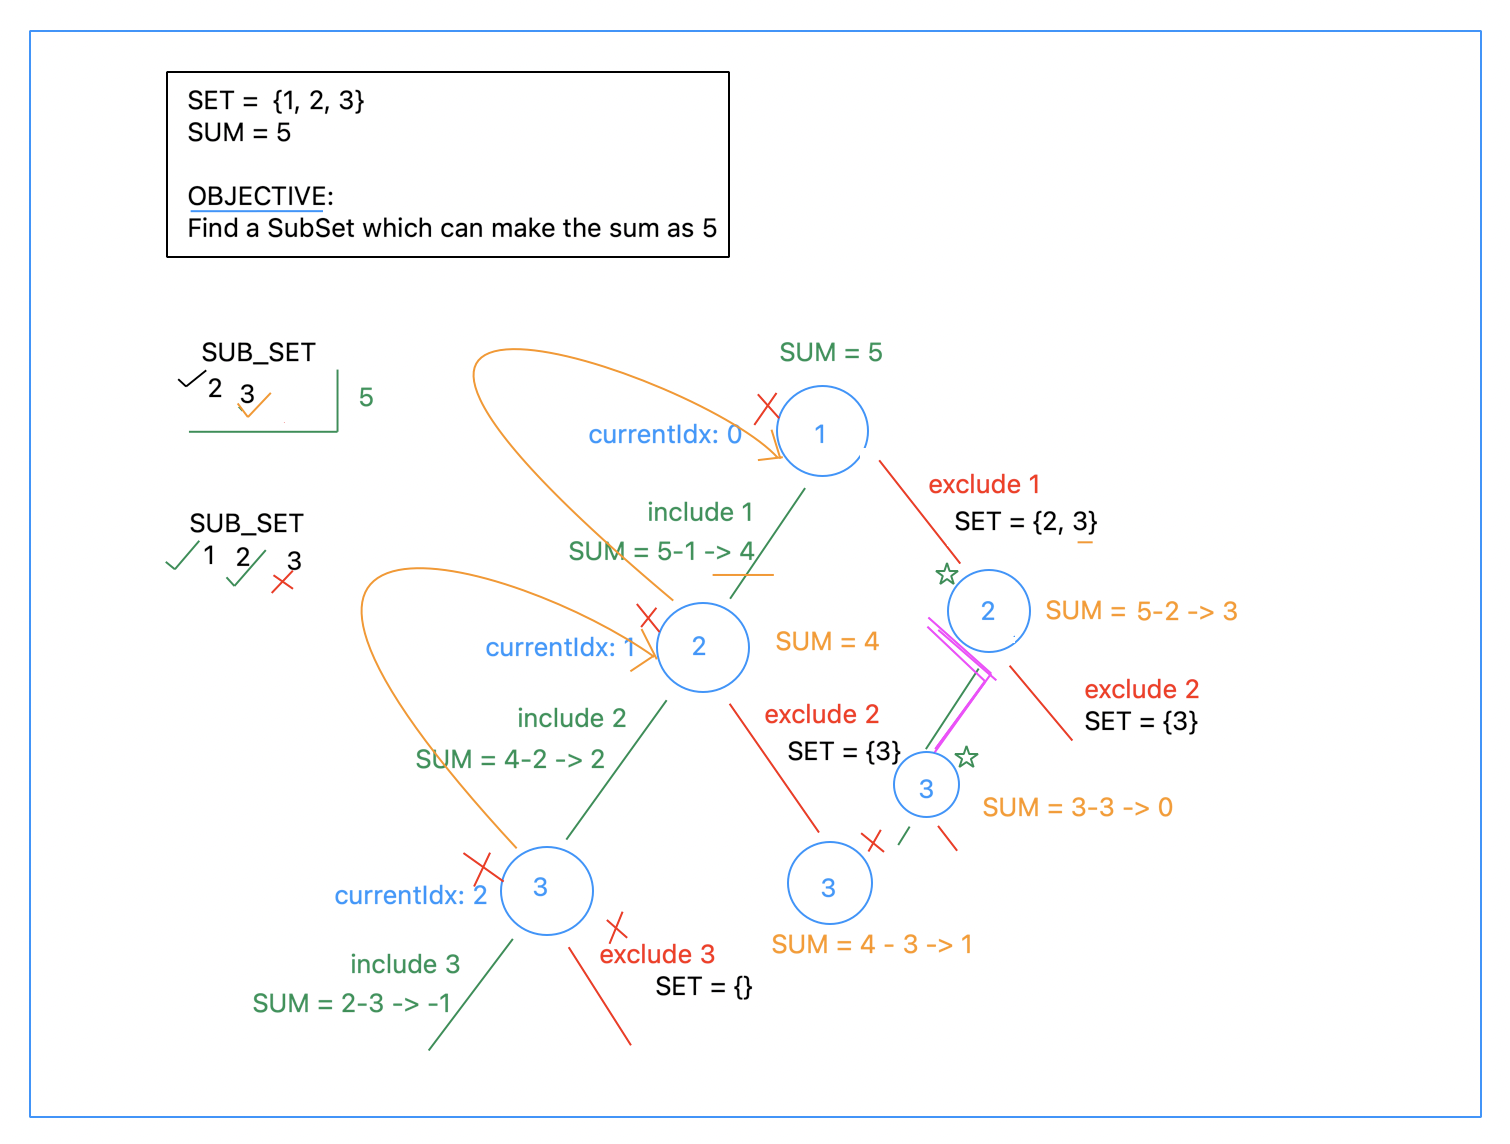 SET = {1, 2, 3}
SUM = 5
OBJECTIVE:
Find a SubSet which can make the sum as 5
SUB_SET
2 3
5
SUB_SET
1 2 3
SUM = 5
currentIdx: 0
1
exclude 1
SET = {2, 3}
include 1
SUM = 5-1 -> 4
2
SUM = 5-2 -> 3
currentIdx: 1
2
SUM = 4
exclude 2
SET = {3}
include 2
SUM = 4-2 -> 2
exclude 2
SET = {3}
3
SUM = 3-3 -> 0
currentIdx: 2
3
3
SUM = 4 - 3 -> 1
include 3
SUM = 2-3 -> -1
exclude 3
SET = {}